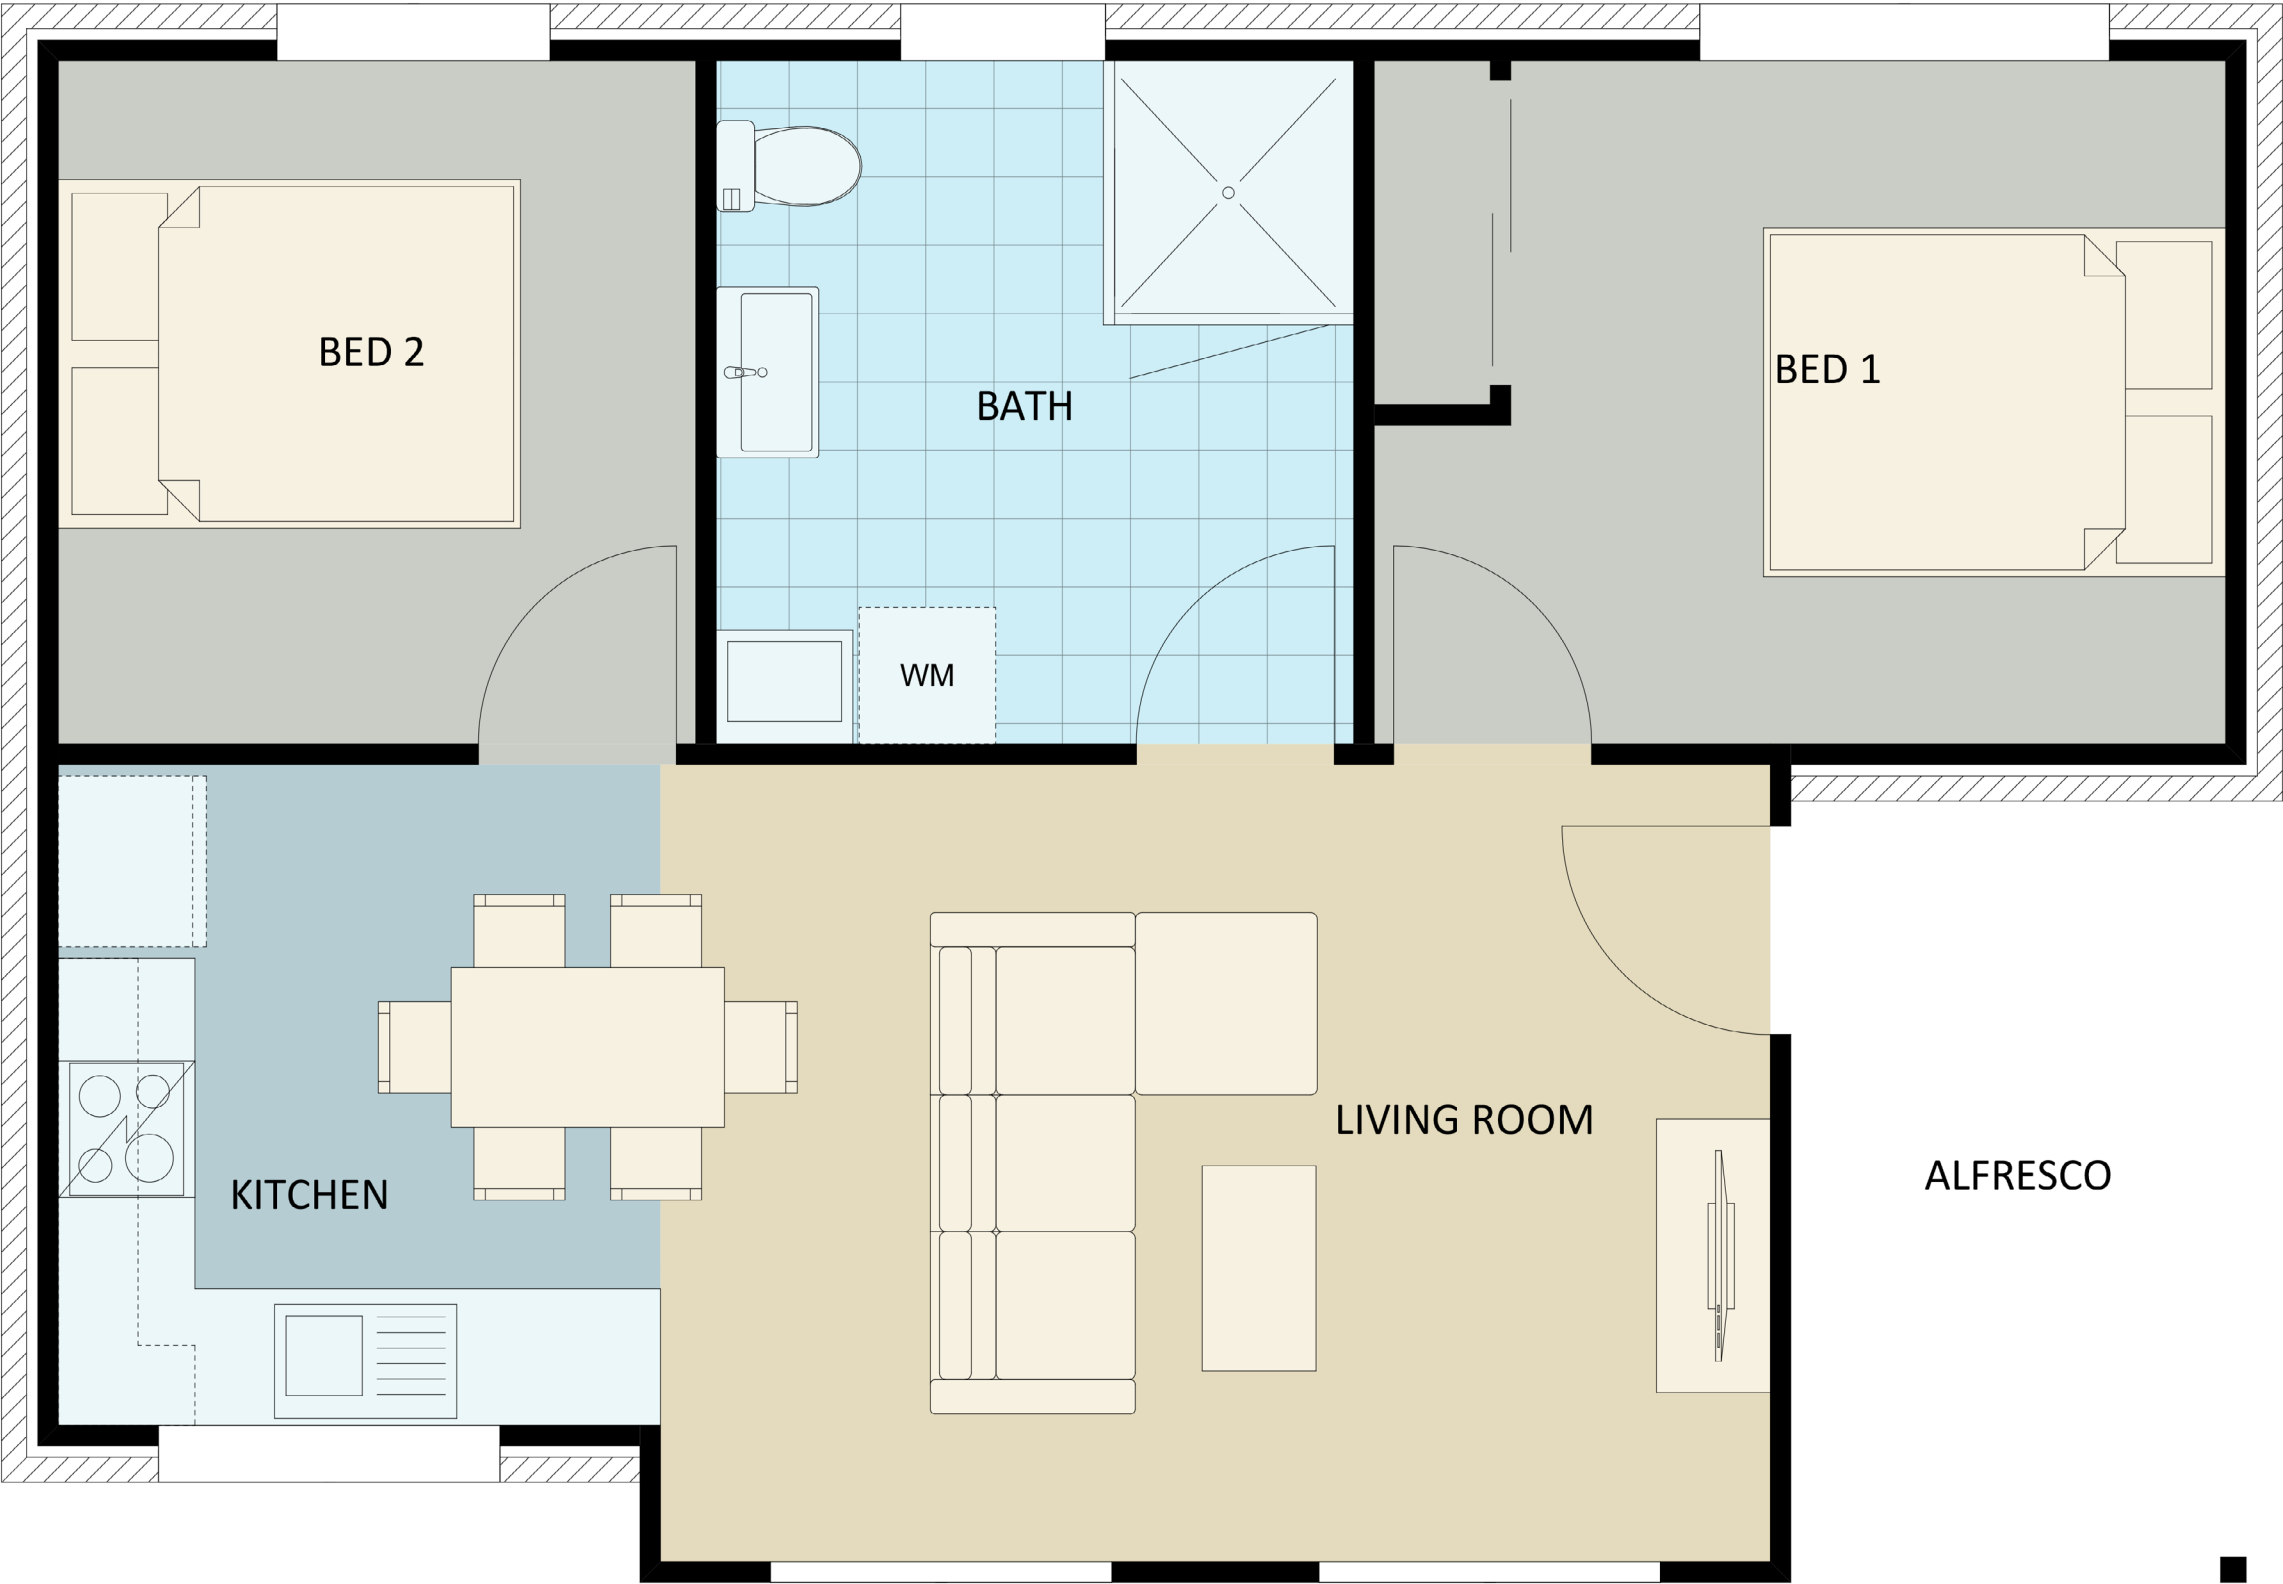 BED 2
BED 1
BATH
WM
LIVING ROOM
ALFRESCO
KITCHEN